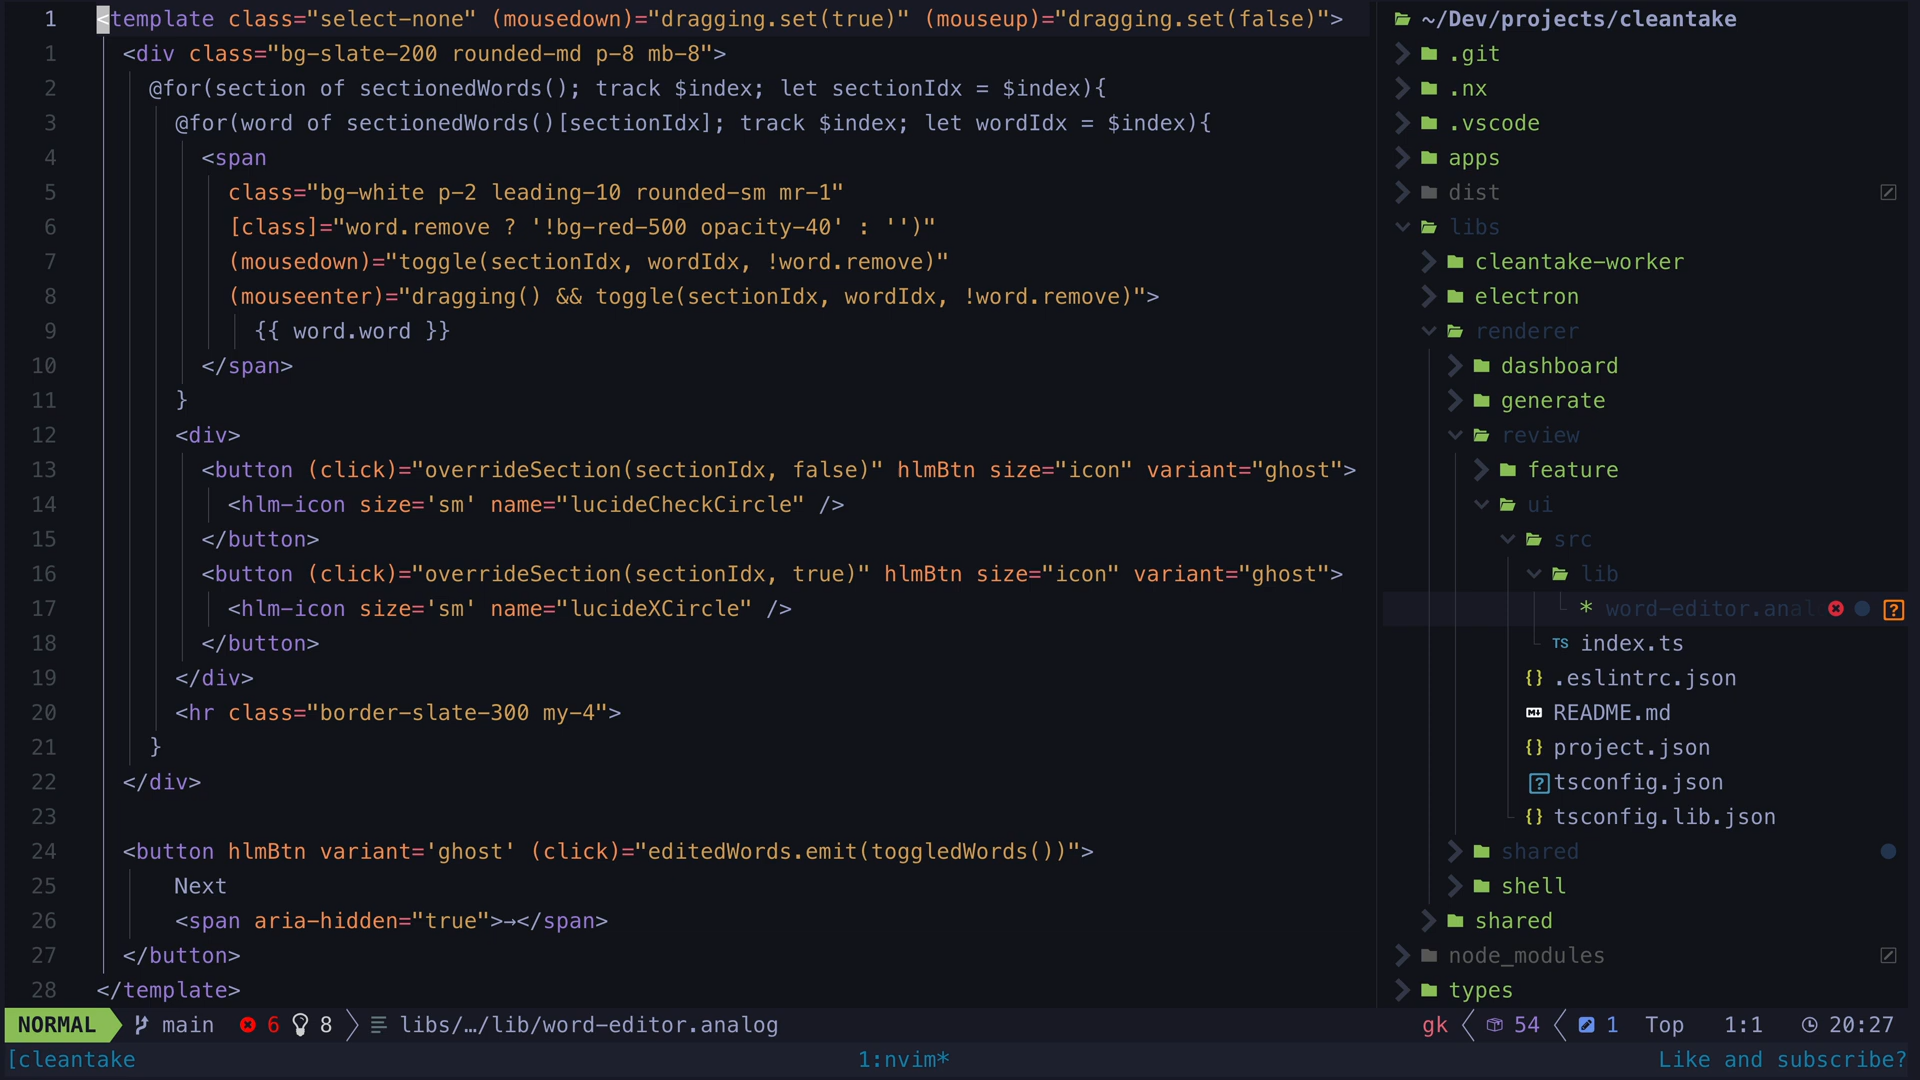 1 <template class="select-none" (mousedown)="dragging.set(true)" (mouseup)="dragging.set(false)">
1 <div class="bg-slate-200 rounded-md p-8 mb-8">
2 @for(section of sectionedWords(); track $index; let sectionIdx = $index){
3 @for(word of sectionedWords()[sectionIdx]; track $index; let wordIdx = $index){
4 <span
5 class="bg-white p-2 leading-10 rounded-sm mr-1"
6 [class]="word.remove ? '!bg-red-500 opacity-40' : '')"
7 (mousedown)="toggle(sectionIdx, wordIdx, !word.remove)"
8 (mouseenter)="dragging() && toggle(sectionIdx, wordIdx, !word.remove)">
9 {{ word.word }}
10 </span>
11 }
12 <div>
13 <button (click)="overrideSection(sectionIdx, false)" hlmBtn size="icon" variant="ghost">
14 <hlm-icon size='sm' name="lucideCheckCircle" />
15 </button>
16 <button (click)="overrideSection(sectionIdx, true)" hlmBtn size="icon" variant="ghost">
17 <hlm-icon size='sm' name="lucideXCircle" />
18 </button>
19 </div>
20 <hr class="border-slate-300 my-4">
21 }
22 </div>
23
24 <button hlmBtn variant='ghost' (click)="editedWords.emit(toggledWords())">
25 Next
26 <span aria-hidden="true">→</span>
27 </button>
28 </template>
~/Dev/projects/cleantake
.git
.nx
.vscode
apps
dist
libs
cleantake-worker
electron
renderer
dashboard
generate
review
feature
ui
src
lib
* word-editor.anal
TS index.ts
{} .eslintrc.json
README.md
{} project.json
tsconfig.json
{} tsconfig.lib.json
shared
shell
shared
node_modules
types
NORMAL main 6 8 libs/…/lib/word-editor.analog gk 54 1 Top 1:1 20:27
[cleantake 1:nvim* Like and subscribe?